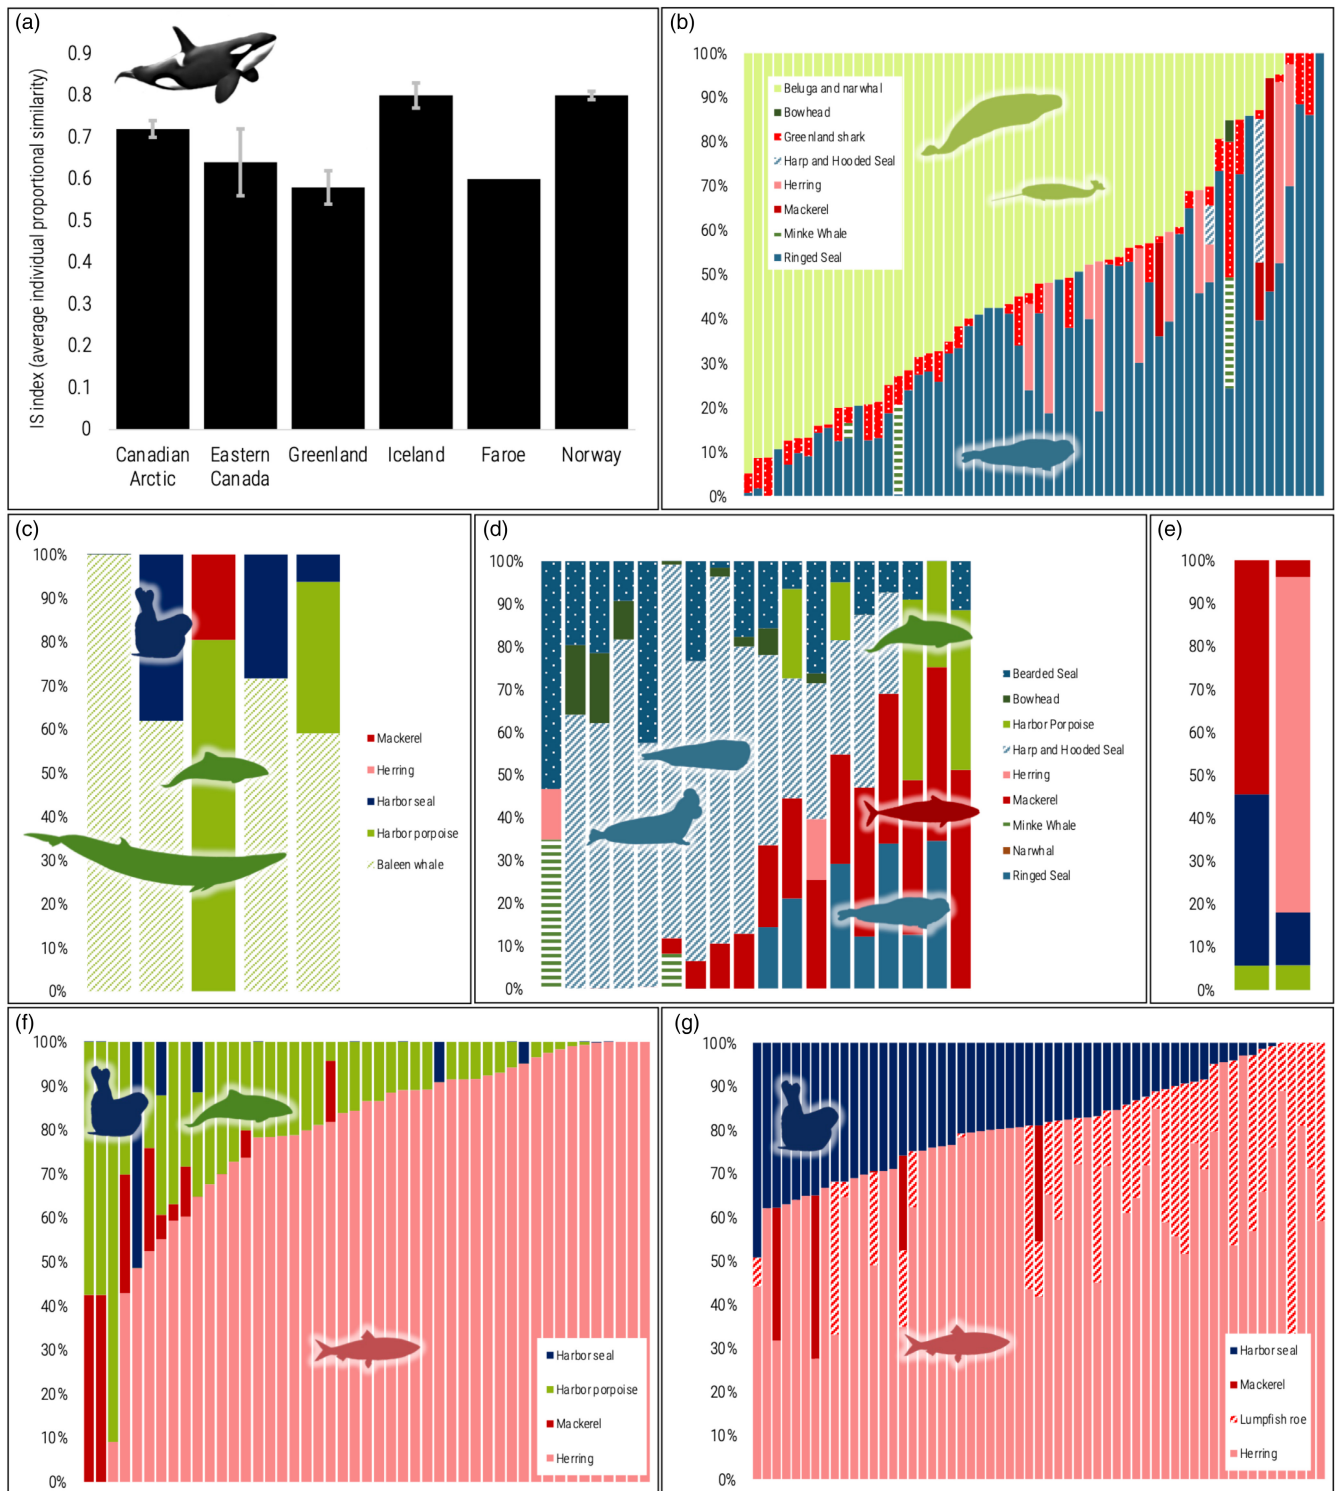 (a)
IS index (average individual proportional similarity)
0.9
0.8
0.7
0.6
0.5
0.4
0.3
0.2
0.1
0
Canadian Arctic
Eastern Canada
Greenland
Iceland
Faroe
Norway
(b)
100%
90%
80%
70%
60%
50%
40%
30%
20%
10%
0%
Beluga and narwhal
Bowhead
Greenland shark
Harp and Hooded Seal
Herring
Mackerel
Minke Whale
Ringed Seal
(c)
100%
90%
80%
70%
60%
50%
40%
30%
20%
10%
0%
Mackerel
Herring
Harbor seal
Harbor porpoise
Baleen whale
(d)
100%
90%
80%
70%
60%
50%
40%
30%
20%
10%
0%
Bearded Seal
Bowhead
Harbor Porpoise
Harp and Hooded Seal
Herring
Mackerel
Minke Whale
Narwhal
Ringed Seal
(e)
100%
90%
80%
70%
60%
50%
40%
30%
20%
10%
0%
(f)
100%
90%
80%
70%
60%
50%
40%
30%
20%
10%
0%
Harbor seal
Harbor porpoise
Mackerel
Herring
(g)
100%
90%
80%
70%
60%
50%
40%
30%
20%
10%
0%
Harbor seal
Mackerel
Lumpfish roe
Herring